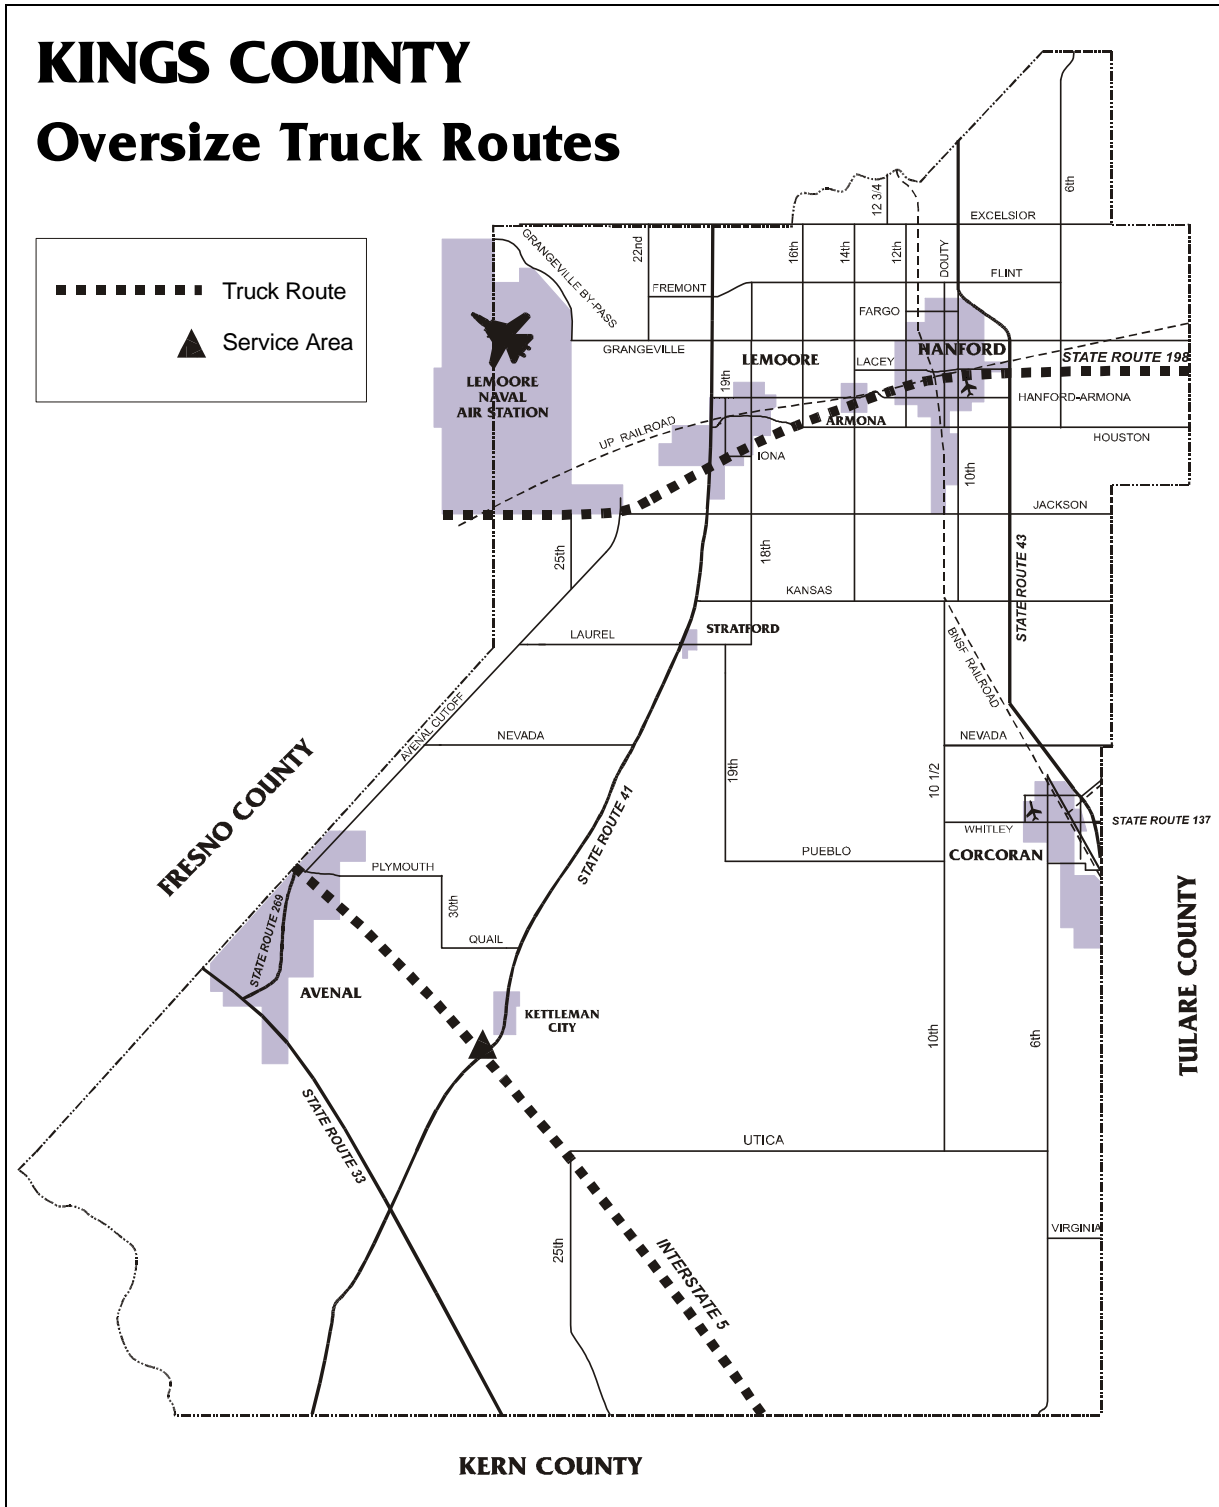 KINGS COUNTY
Oversize Truck Routes
Truck Route
Service Area
6th
12 3/4
EXCELSIOR
GRANGEVILLE BY-PASS
22nd
16th
14th
12th
DOUTY
FLINT
FREMONT
FARGO
GRANGEVILLE
LEMOORE
HANFORD
LACEY
STATE ROUTE 198
LEMOORE
NAVAL
AIR STATION
19th
HANFORD-ARMONA
ARMONA
UP RAILROAD
HOUSTON
IONA
10th
JACKSON
25th
18th
STATE ROUTE 43
KANSAS
LAUREL
STRATFORD
BNSF RAILROAD
AVENAL CUTOFF
NEVADA
NEVADA
FRESNO COUNTY
19th
10 1/2
STATE ROUTE 41
STATE ROUTE 137
WHITLEY
PUEBLO
CORCORAN
PLYMOUTH
30th
STATE ROUTE 269
QUAIL
AVENAL
KETTLEMAN
CITY
TULARE COUNTY
10th
6th
STATE ROUTE 33
UTICA
VIRGINIA
25th
INTERSTATE 5
KERN COUNTY